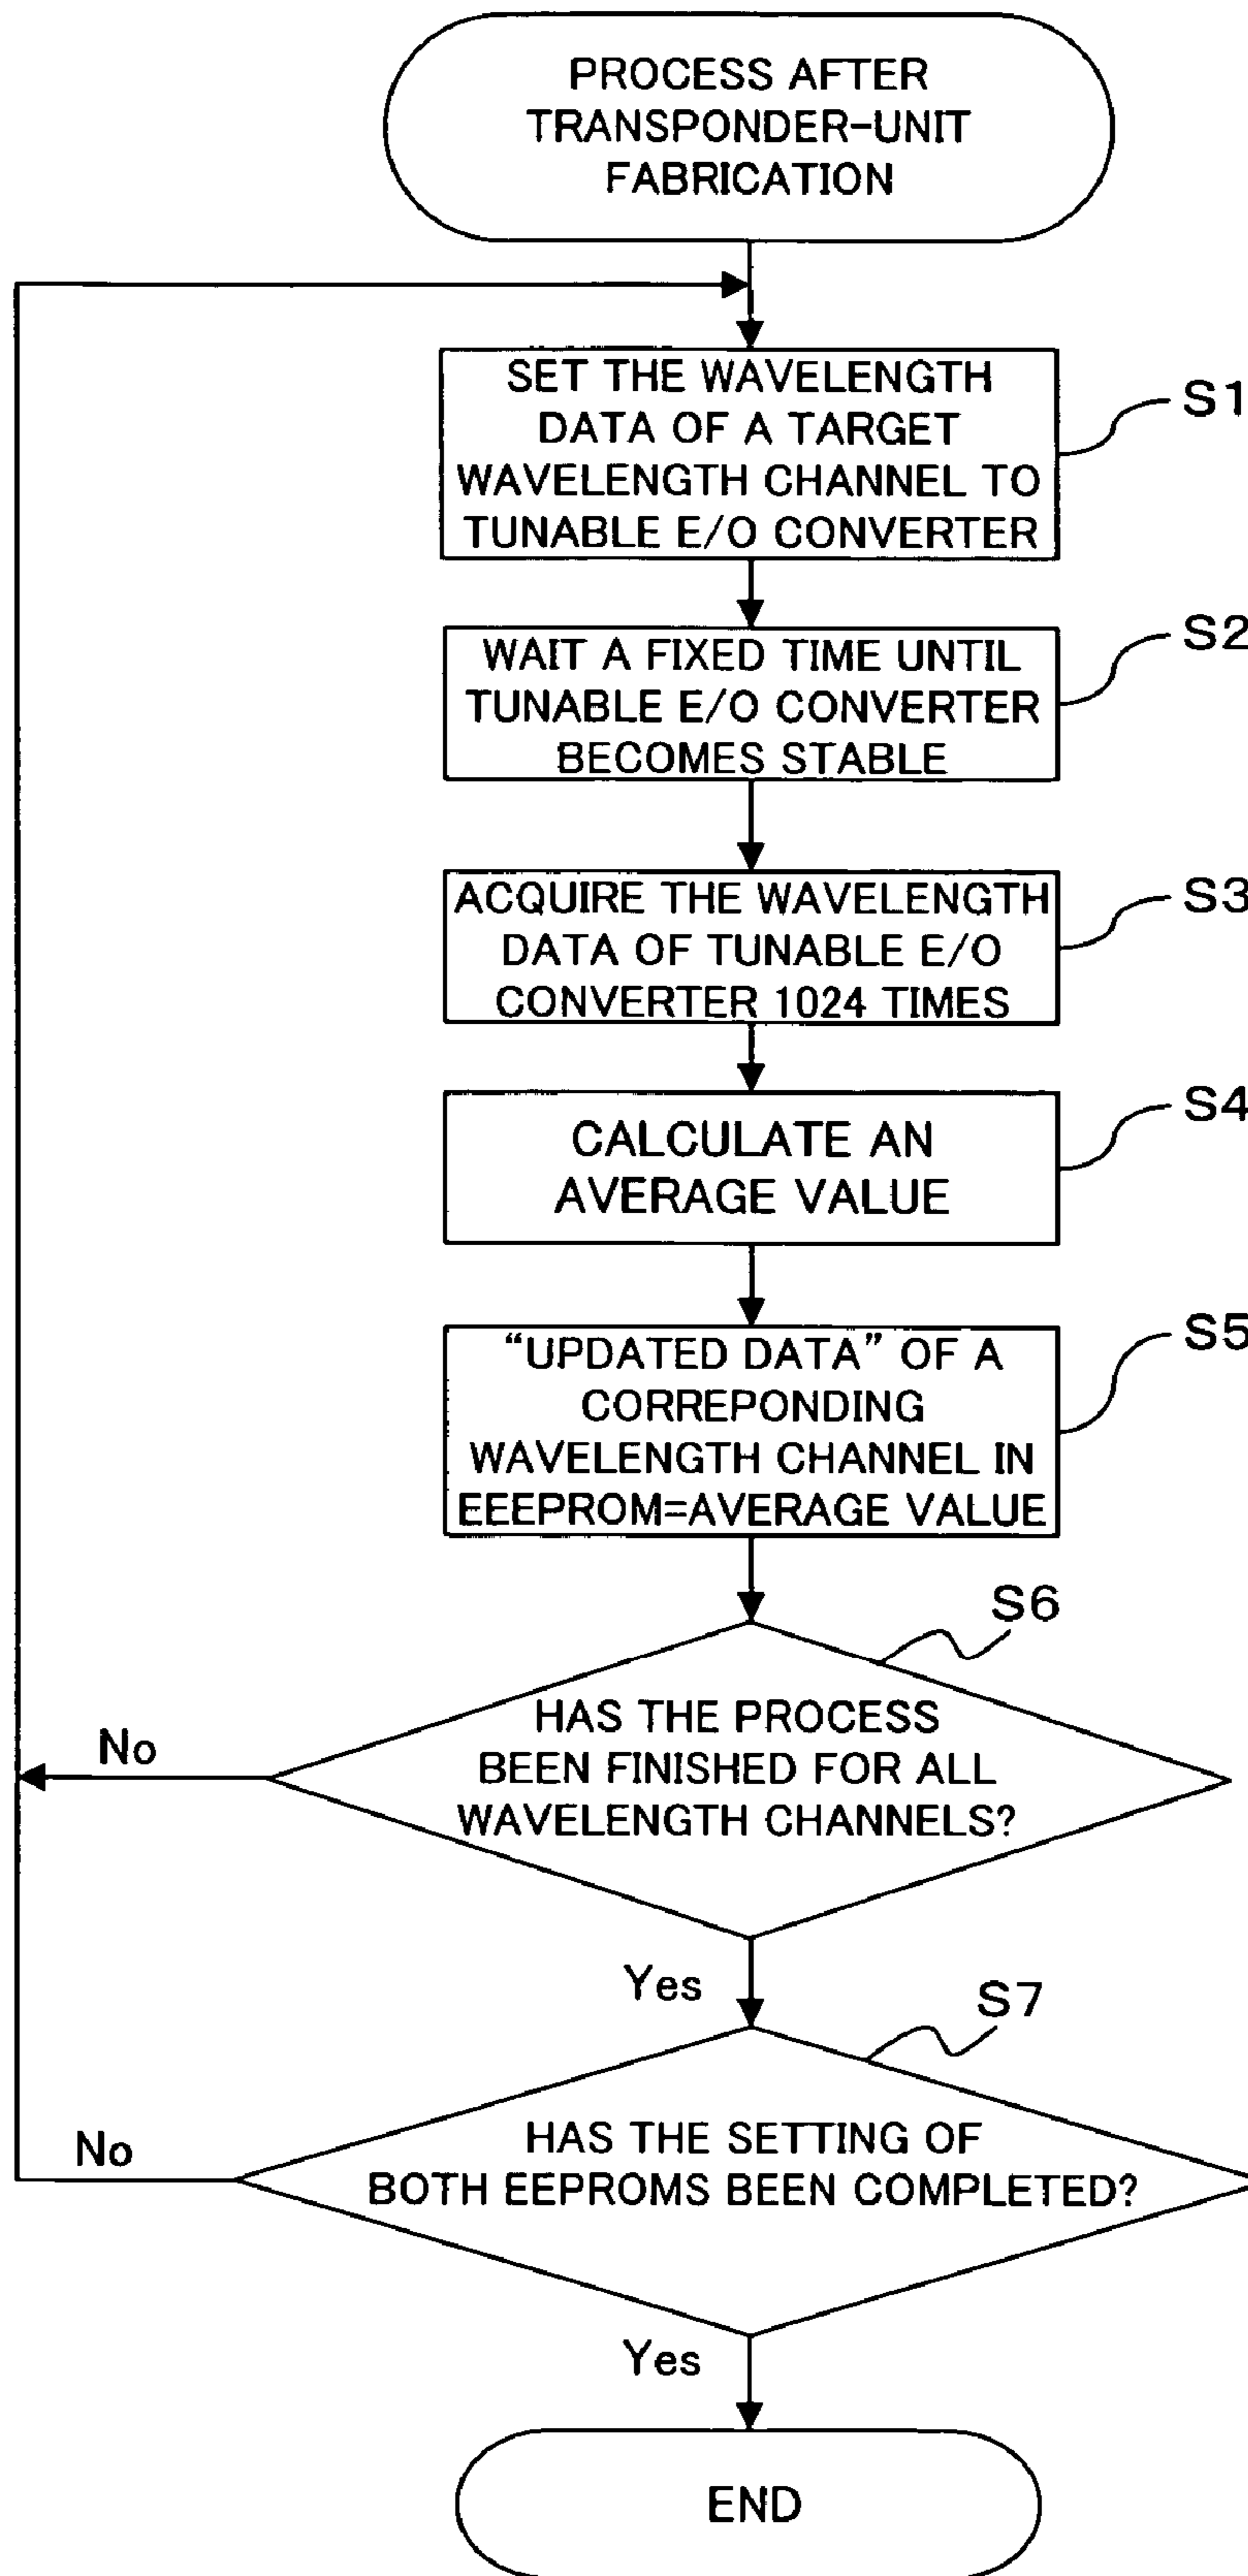 PROCESS AFTER
TRANSPONDER-UNIT
FABRICATION
SET THE WAVELENGTH
DATA OF A TARGET
WAVELENGTH CHANNEL TO
TUNABLE E/O CONVERTER
S1
WAIT A FIXED TIME UNTIL
TUNABLE E/O CONVERTER
BECOMES STABLE
S2
ACQUIRE THE WAVELENGTH
DATA OF TUNABLE E/O
CONVERTER 1024 TIMES
S3
CALCULATE AN
AVERAGE VALUE
S4
“UPDATED DATA” OF A
CORREPONDING
WAVELENGTH CHANNEL IN
EEEPROM=AVERAGE VALUE
S5
S6
HAS THE PROCESS
BEEN FINISHED FOR ALL
WAVELENGTH CHANNELS?
No
Yes
S7
HAS THE SETTING OF
BOTH EEPROMS BEEN COMPLETED?
No
Yes
END